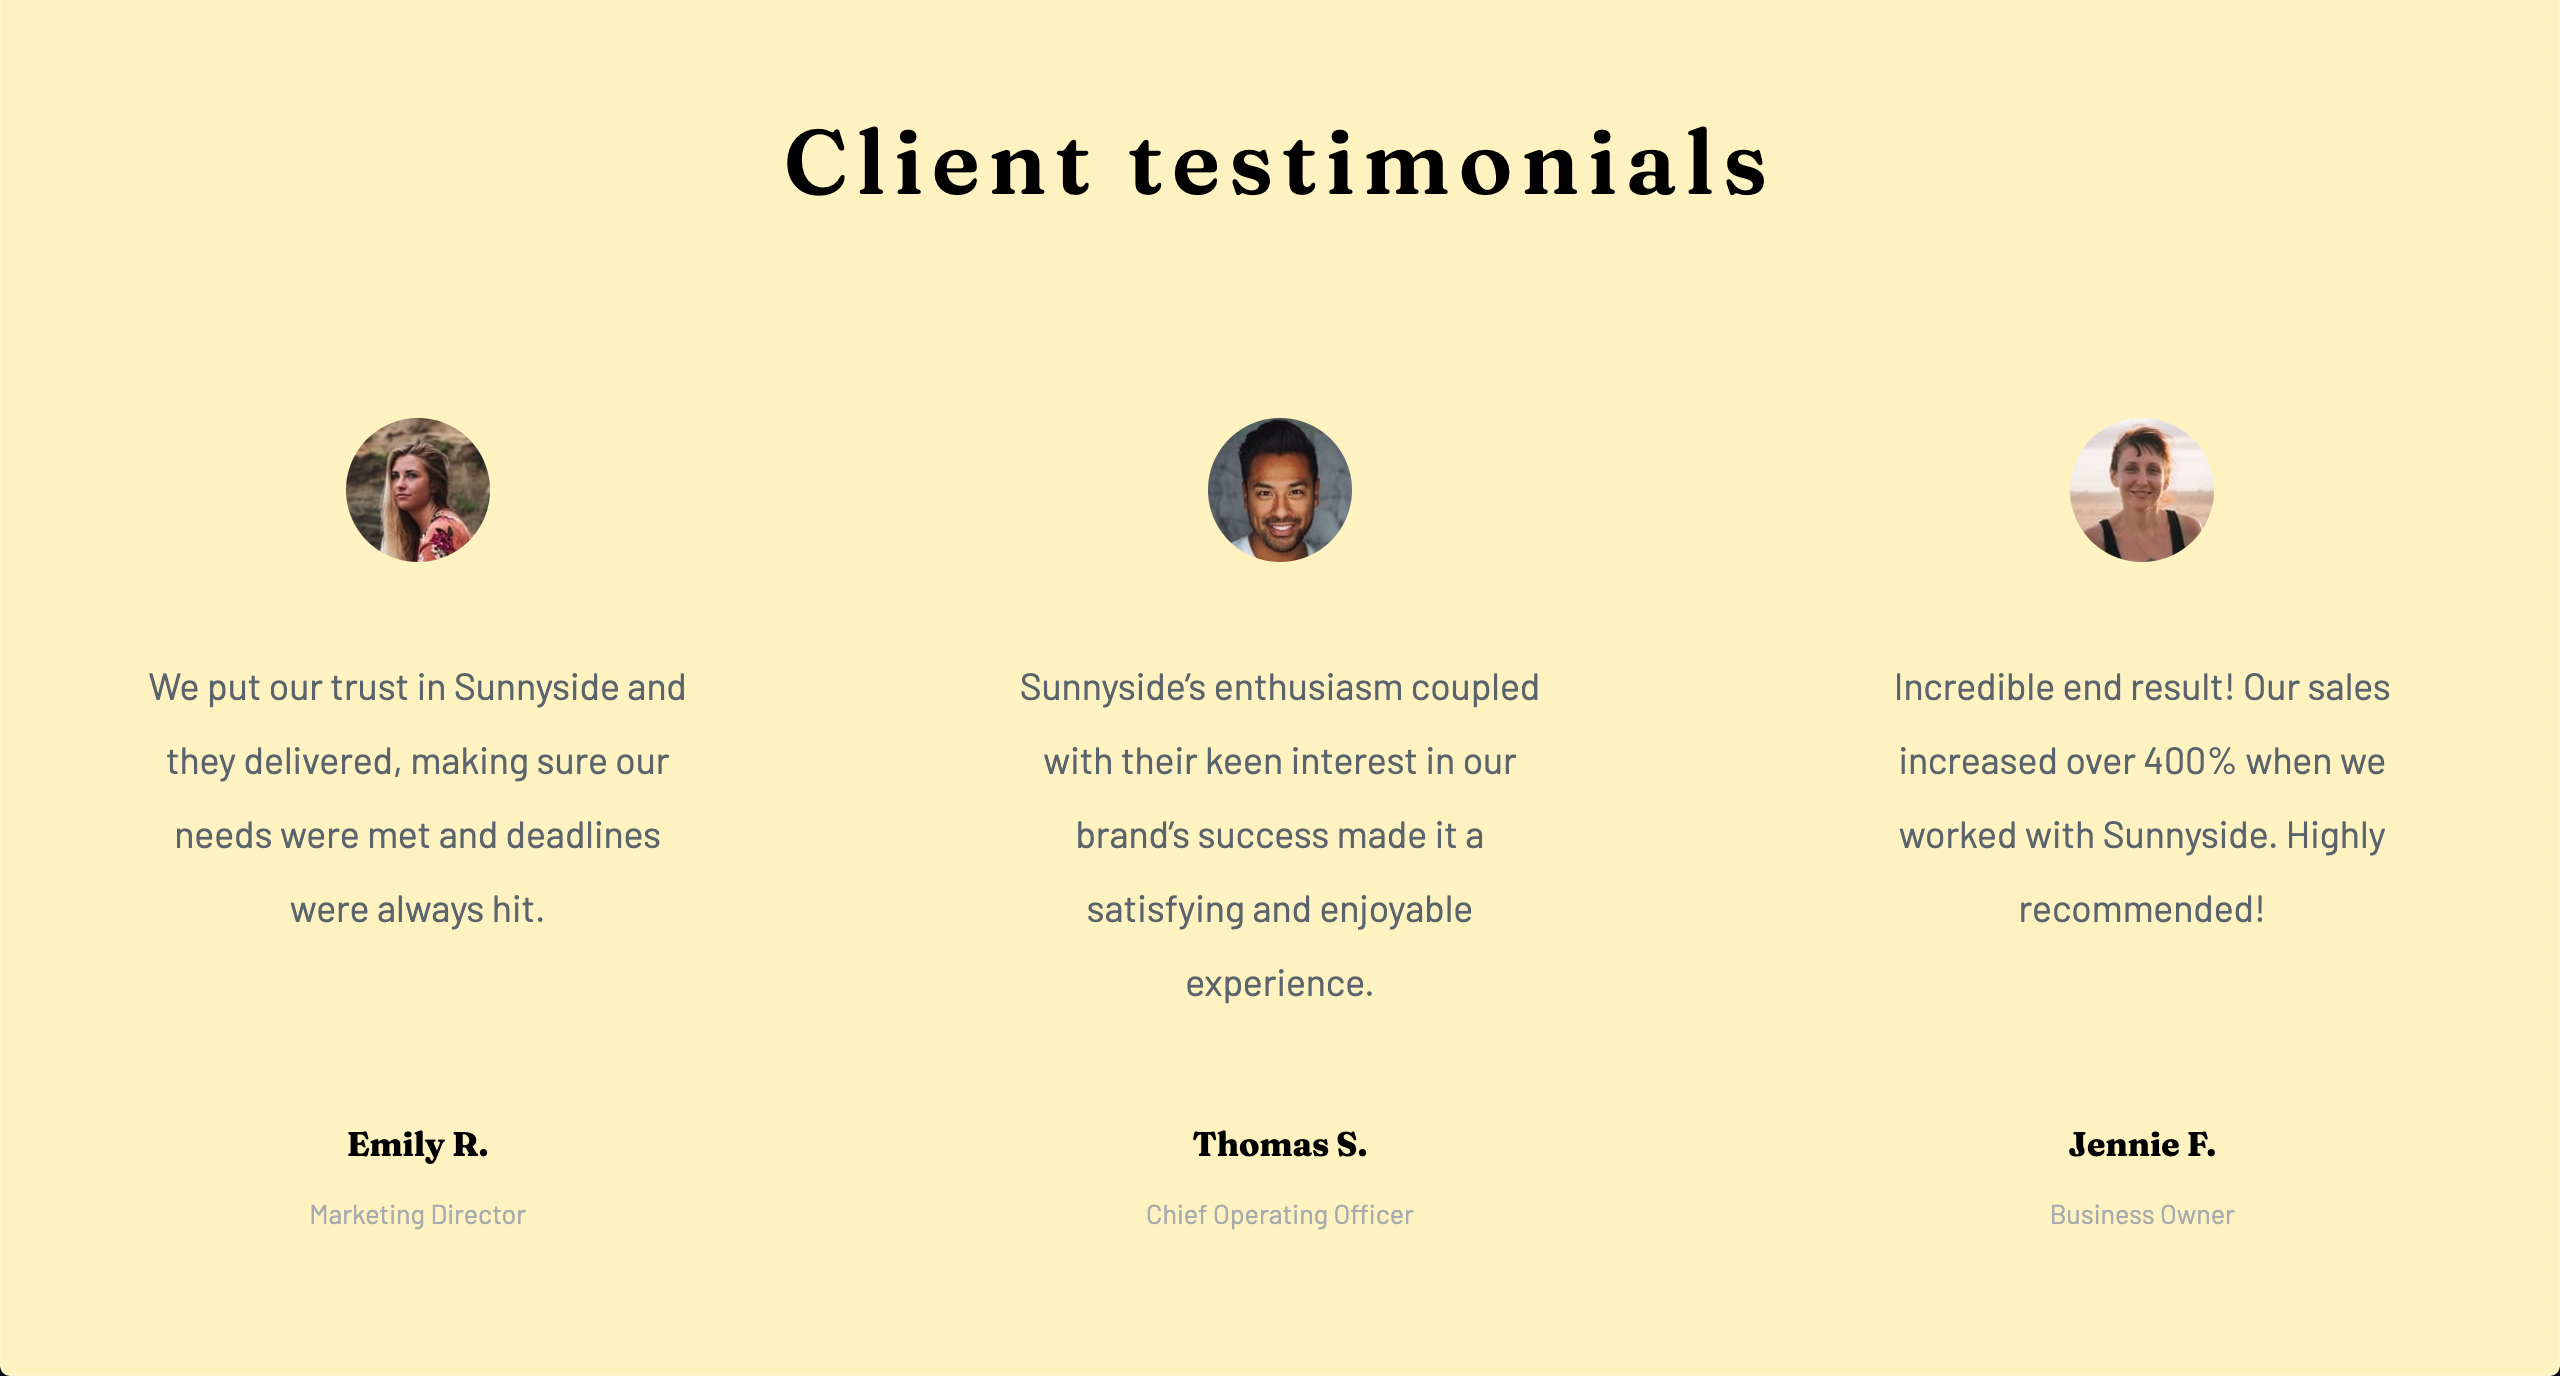 Client testimonials
We put our trust in Sunnyside and
they delivered, making sure our
needs were met and deadlines
were always hit.
Emily R.
Marketing Director
Sunnyside’s enthusiasm coupled
with their keen interest in our
brand’s success made it a
satisfying and enjoyable
experience.
Thomas S.
Chief Operating Officer
Incredible end result! Our sales
increased over 400% when we
worked with Sunnyside. Highly
recommended!
Jennie F.
Business Owner